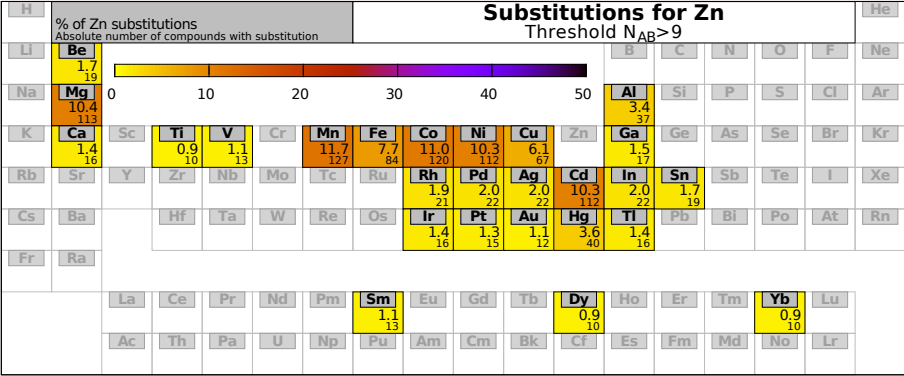 H
% of Zn substitutions
Absolute number of compounds with substitution
Substitutions for Zn
Threshold N_AB>9
He
Li Be B C N O F Ne
1.7
19
0 10 20 30 40 50
Na Mg Al Si P S Cl Ar
10.4 3.4
113 37
K Ca Sc Ti V Cr Mn Fe Co Ni Cu Zn Ga Ge As Se Br Kr
1.4 0.9 1.1 11.7 7.7 11.0 10.3 6.1 1.5
16 10 13 127 84 120 112 67 17
Rb Sr Y Zr Nb Mo Tc Ru Rh Pd Ag Cd In Sn Sb Te I Xe
1.9 2.0 2.0 10.3 2.0 1.7
21 22 22 112 22 19
Cs Ba Hf Ta W Re Os Ir Pt Au Hg Tl Pb Bi Po At Rn
1.4 1.3 1.1 3.6 1.4
16 15 12 40 16
Fr Ra
La Ce Pr Nd Pm Sm Eu Gd Tb Dy Ho Er Tm Yb Lu
1.1 0.9 0.9
13 10 10
Ac Th Pa U Np Pu Am Cm Bk Cf Es Fm Md No Lr